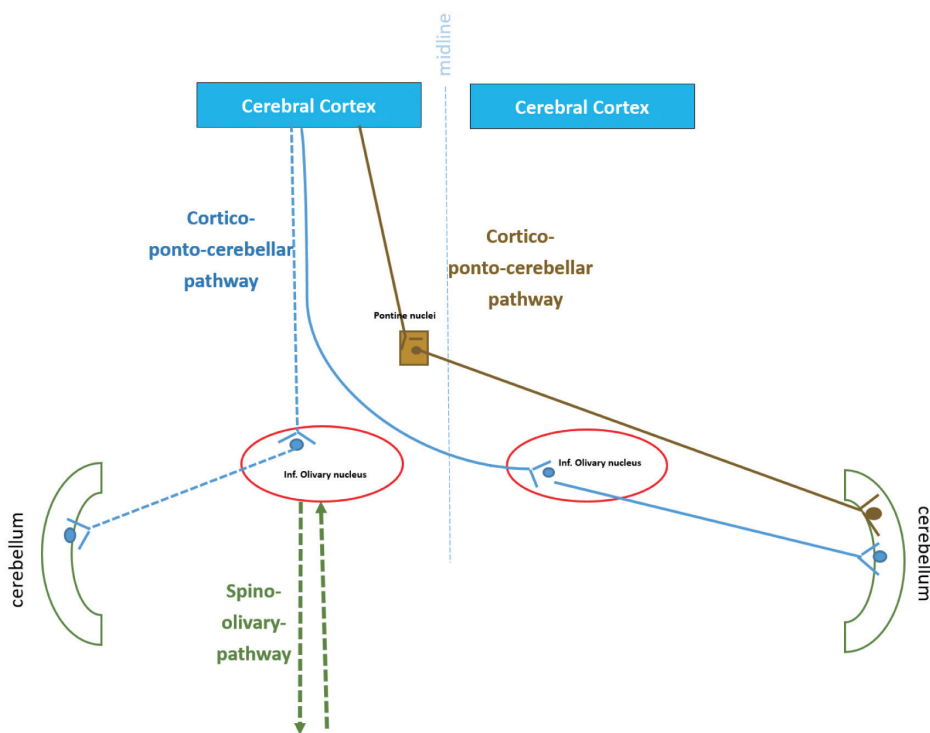 midline
Cerebral Cortex
Cerebral Cortex
Cortico-
ponto-cerebellar
pathway
Cortico-
ponto-cerebellar
pathway
Pontine nuclei
Inf. Olivary nucleus
Inf. Olivary nucleus
cerebellum
cerebellum
Spino-
olivary-
pathway